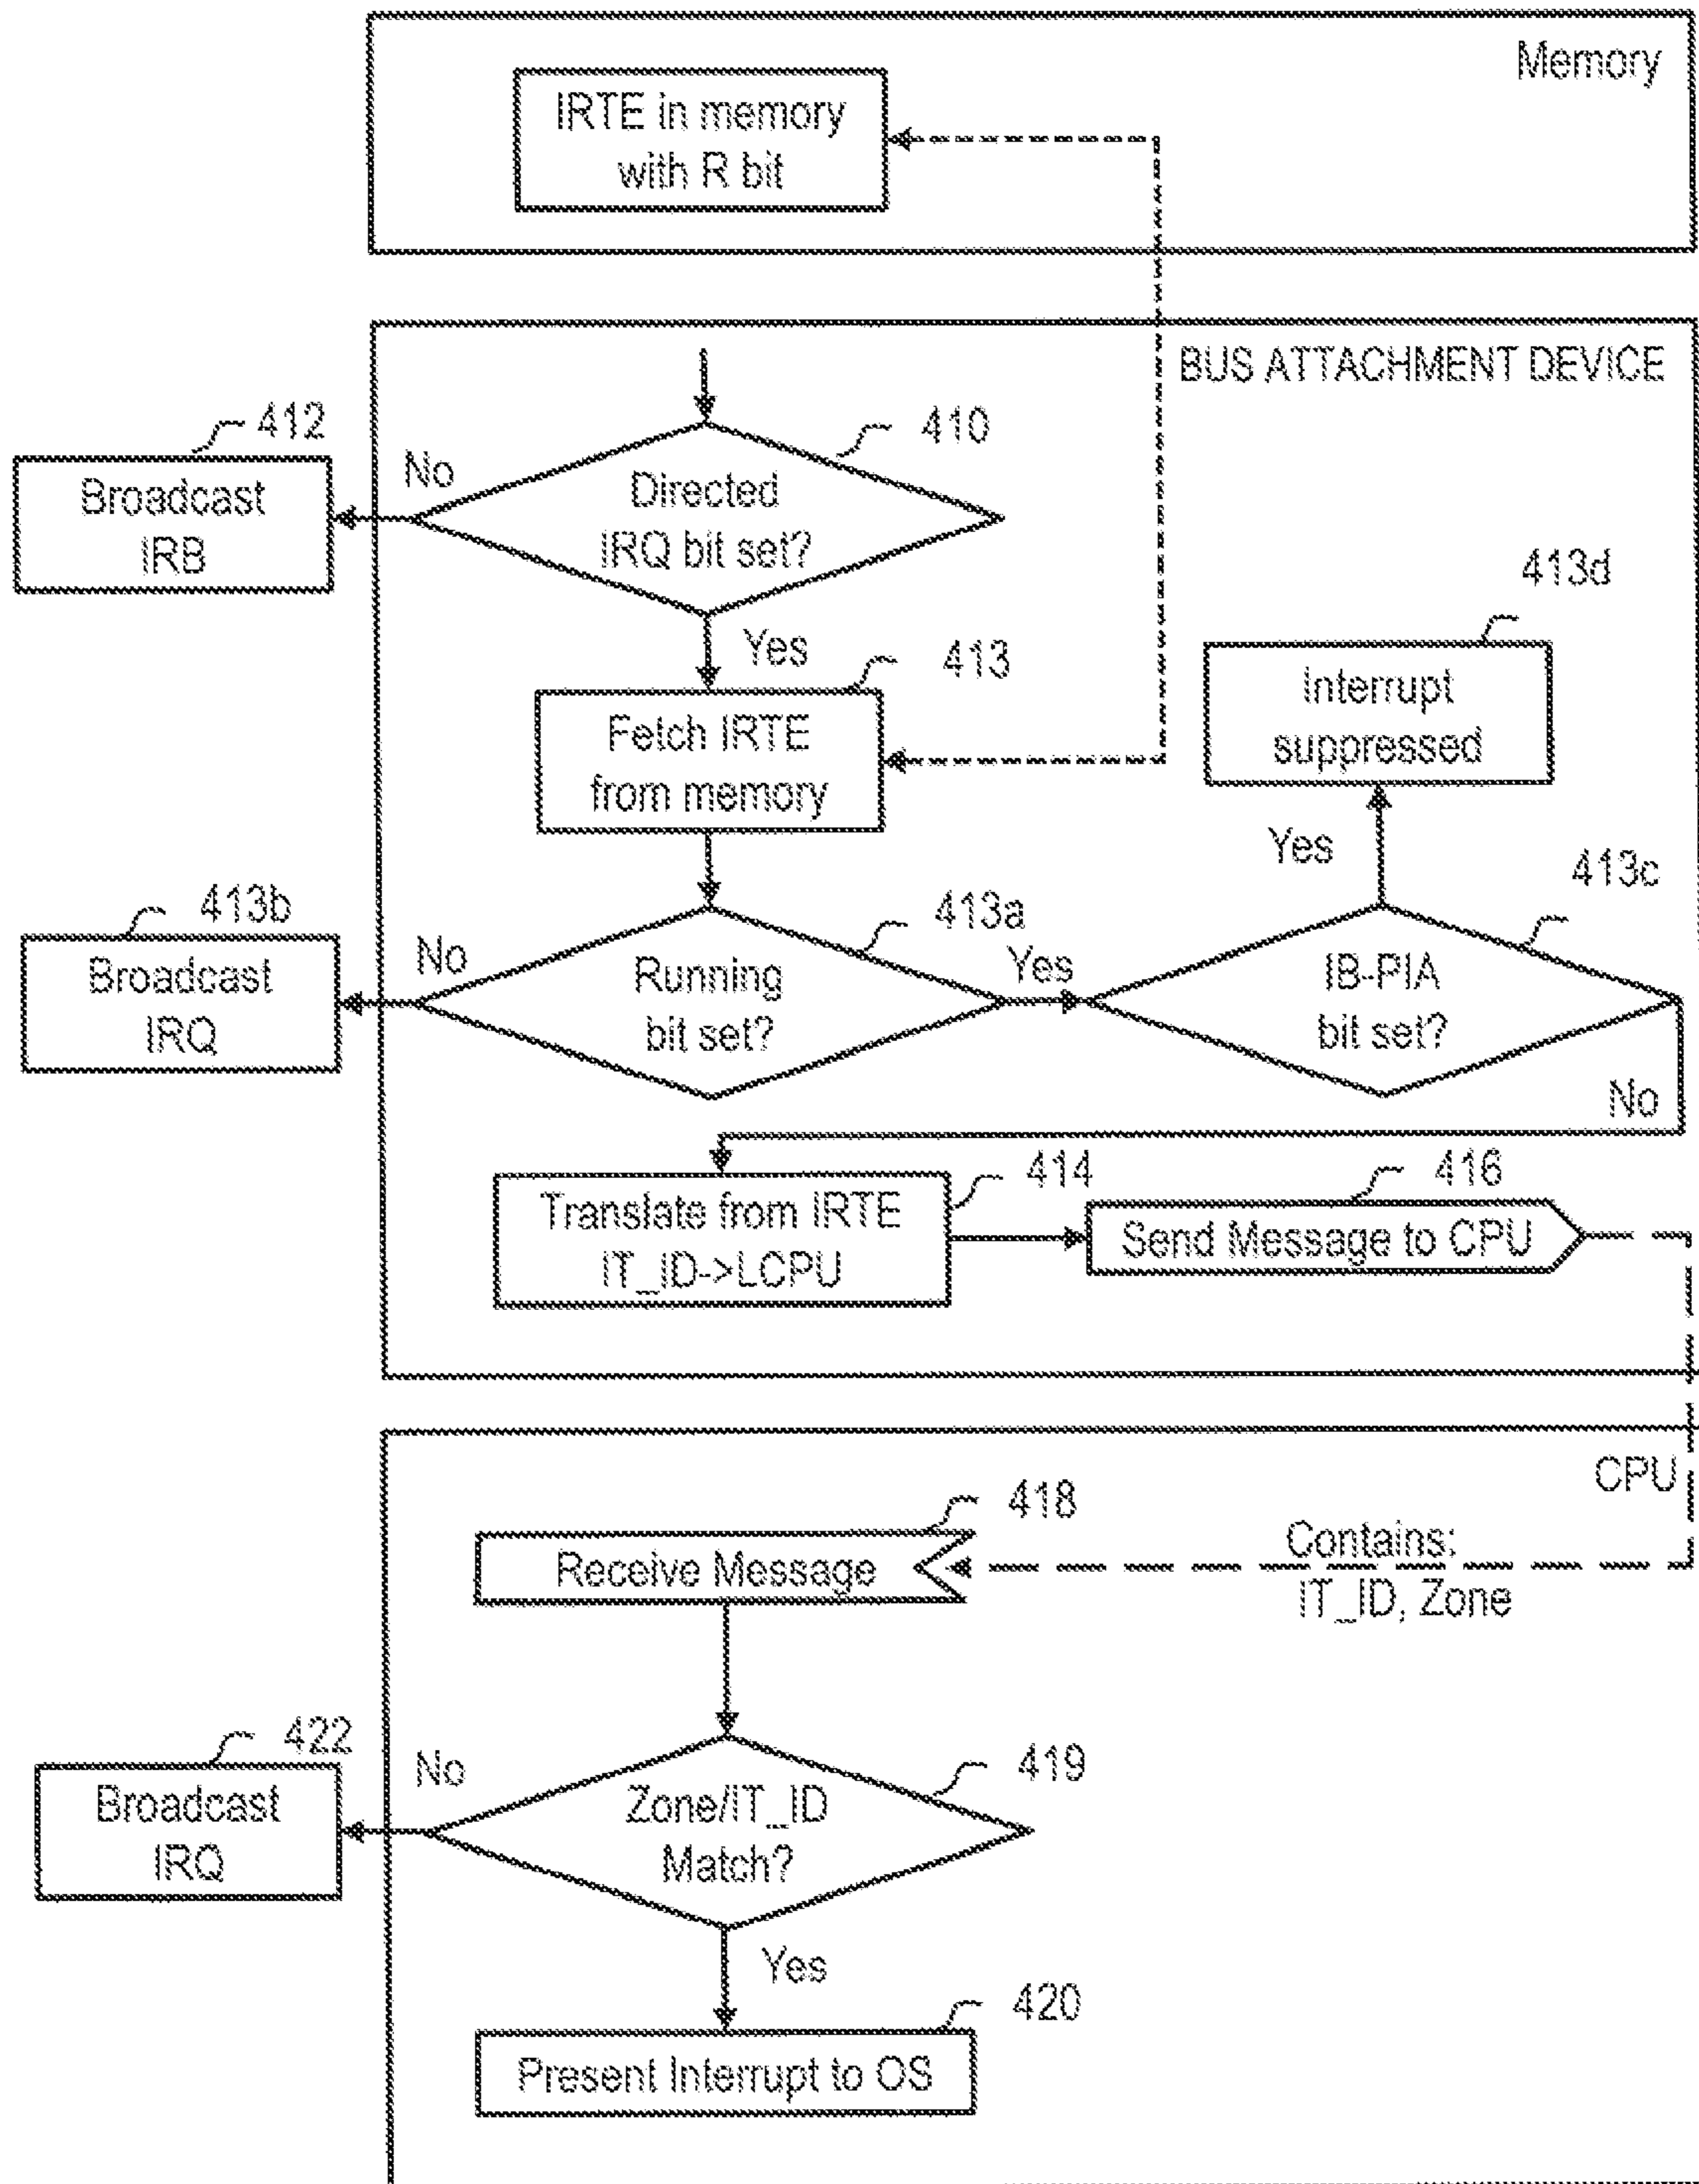 Memory
IRTE in memory
with R bit
BUS ATTACHMENT DEVICE
412
410
Broadcast
IRB
No
Directed
IRQ bit set?
413d
Yes
413
Interrupt
suppressed
Fetch IRTE
from memory
Yes
413c
413b
413a
Broadcast
IRQ
No
Running
bit set?
Yes
IB-PIA
bit set?
No
414
416
Translate from IRTE
IT_ID->LCPU
Send Message to CPU
CPU
418
Receive Message
Contains:
IT_ID, Zone
422
419
No
Broadcast
IRQ
Zone/IT_ID
Match?
Yes
420
Present Interrupt to OS